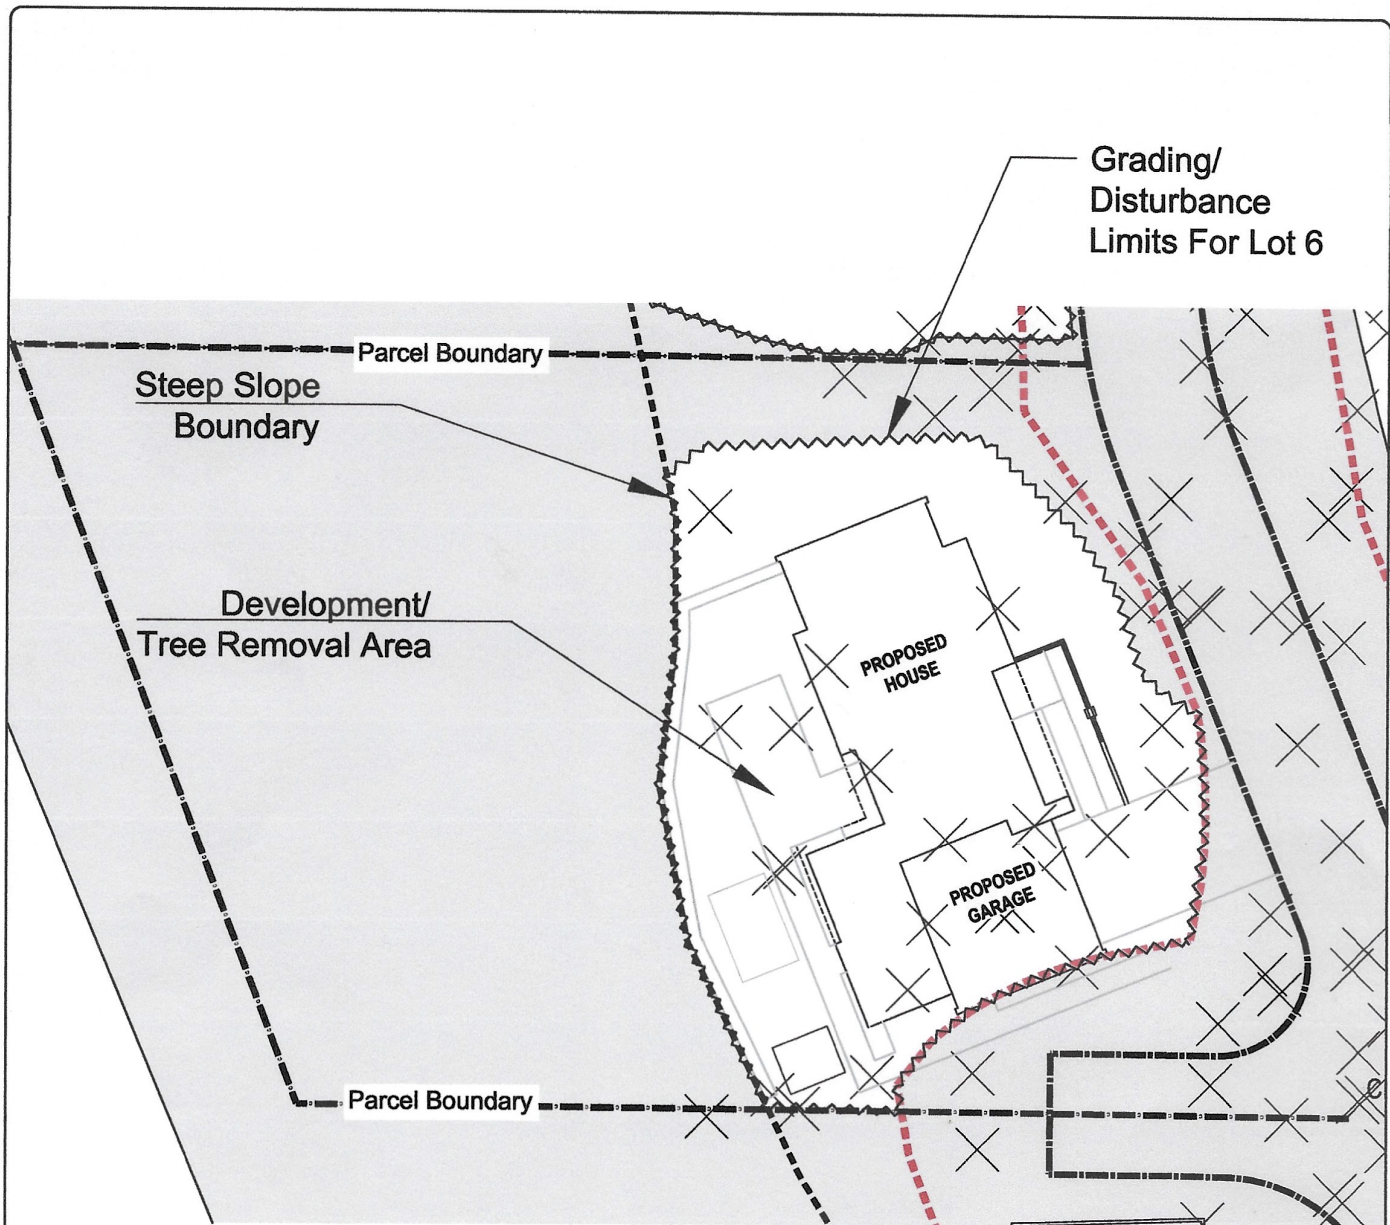 Grading/
Disturbance
Limits For Lot 6
Parcel Boundary
Steep Slope
Boundary
Development/
Tree Removal Area
PROPOSED
HOUSE
PROPOSED
GARAGE
Parcel Boundary